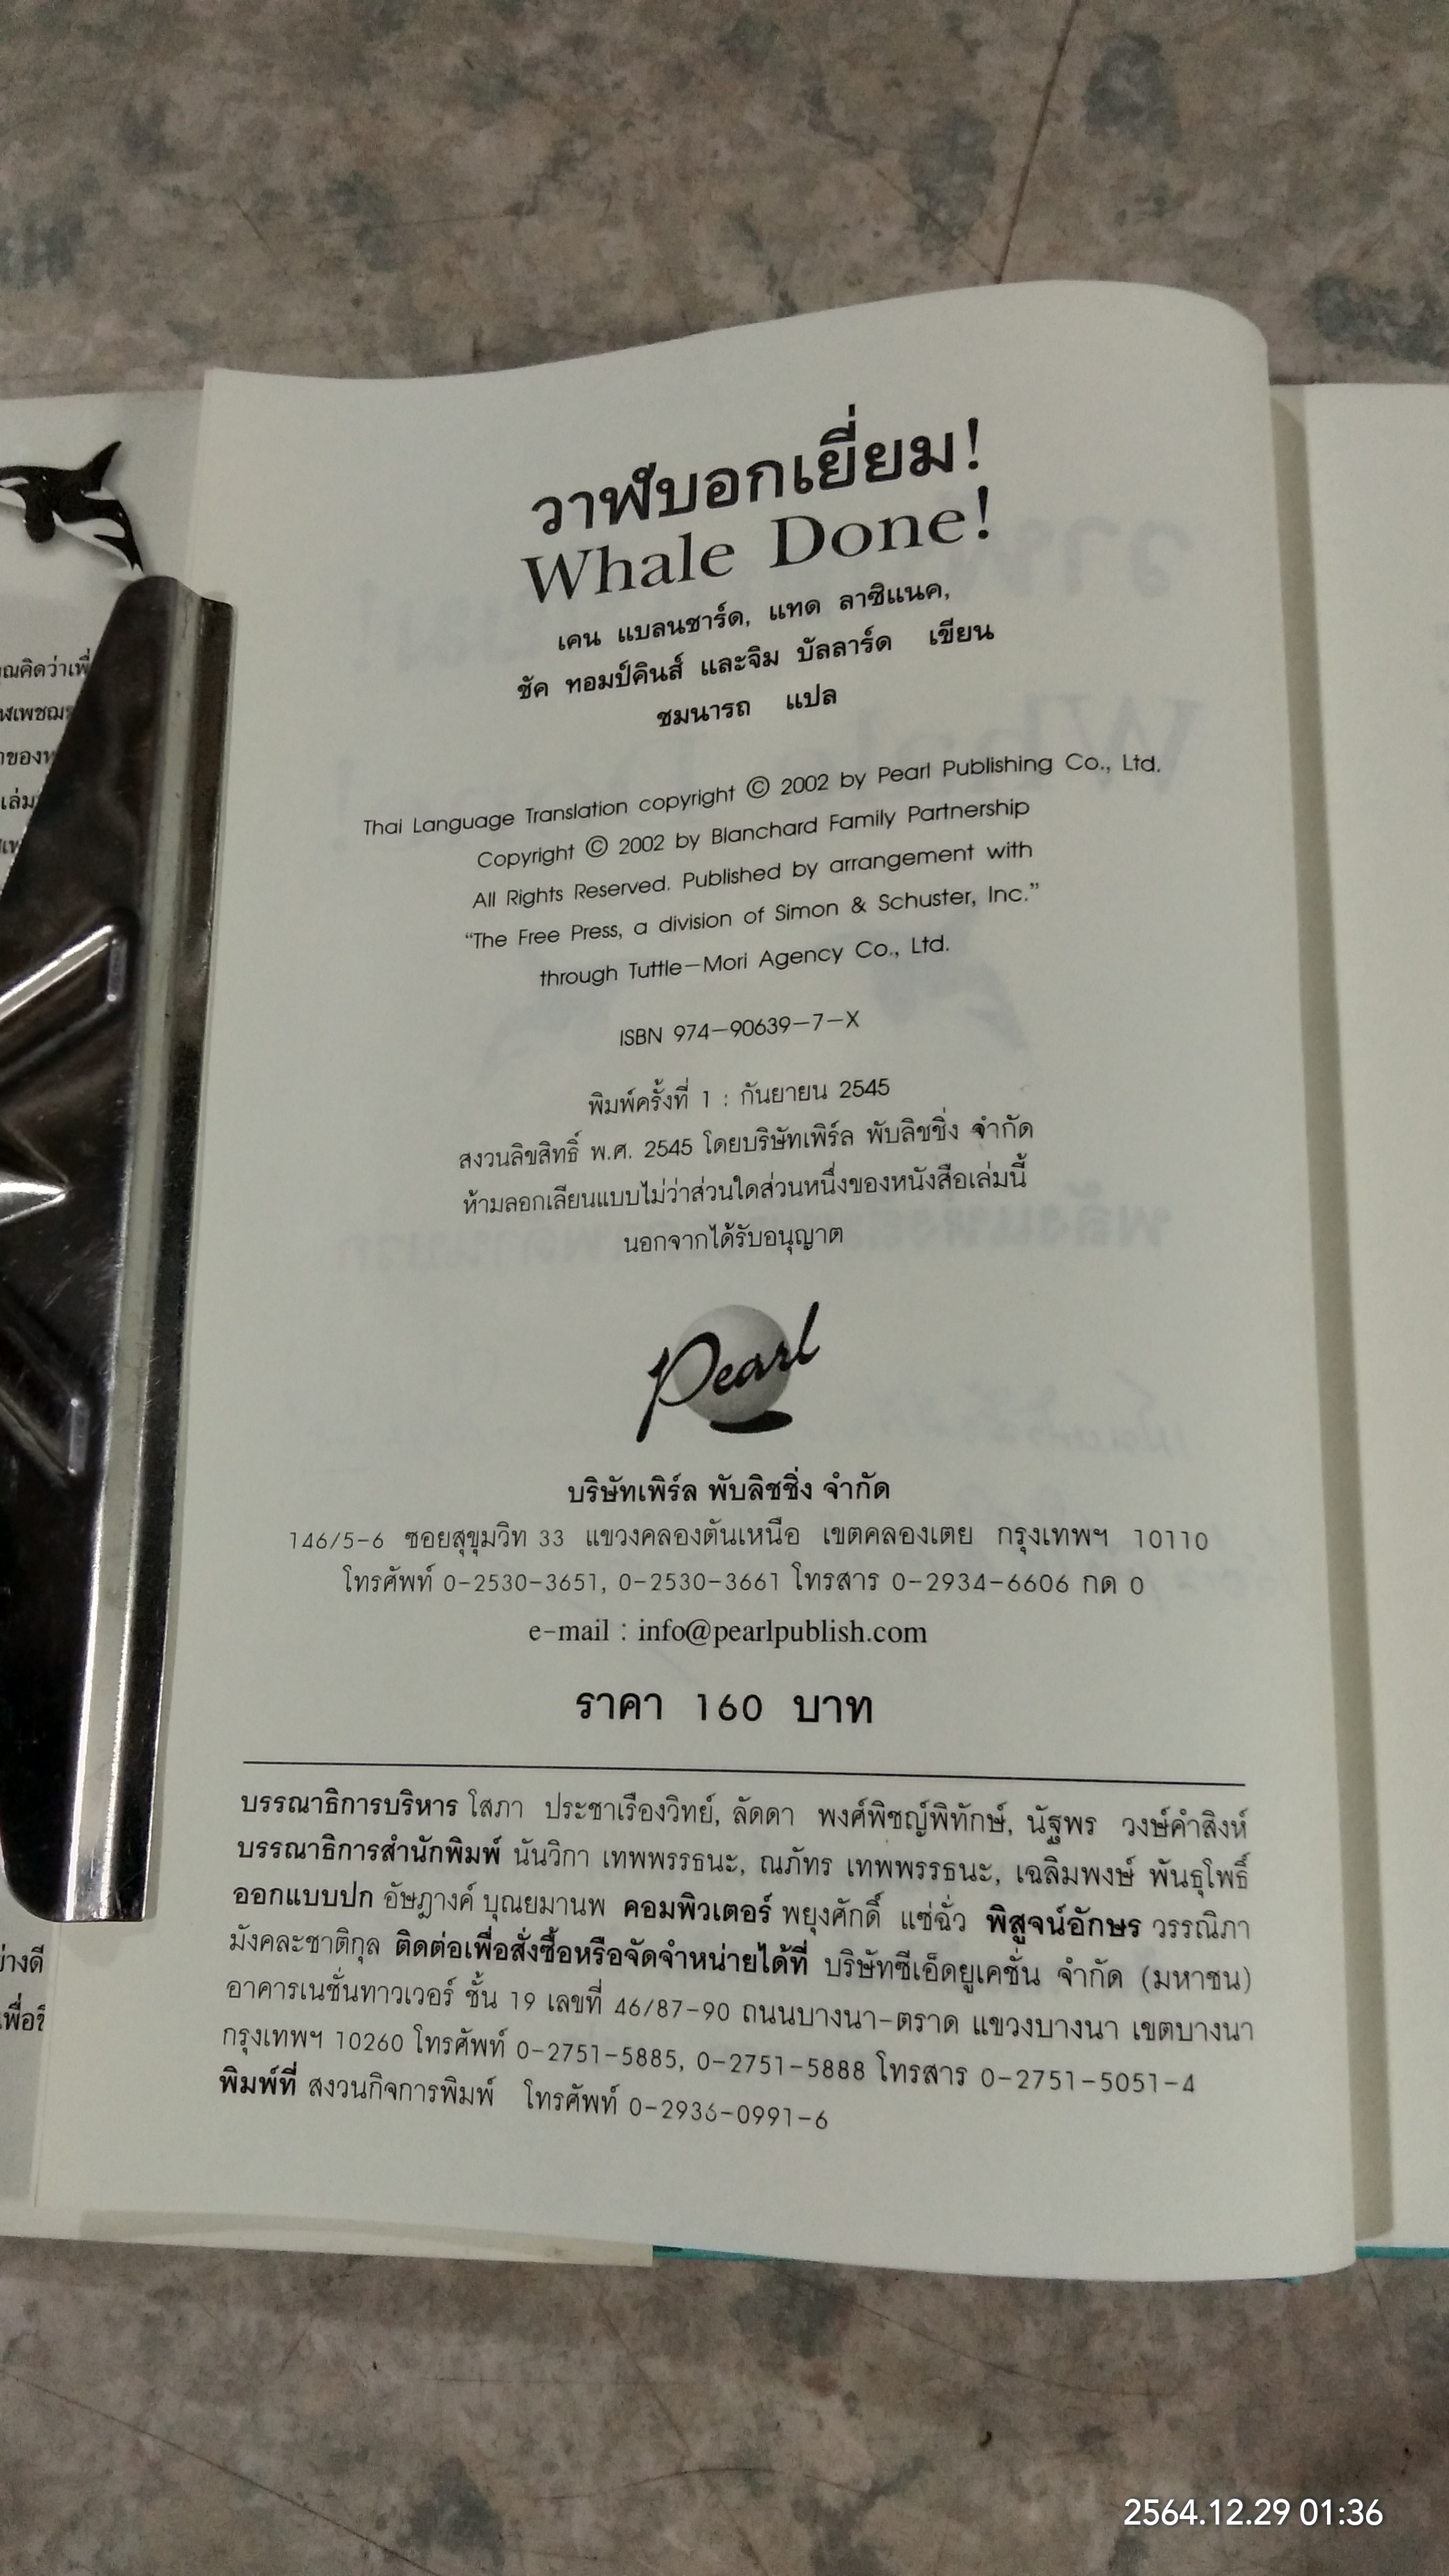 วาฬบอกเยี่ยม!
Whale Done!
เคน แบลนชาร์ด, แทด ลาซิแนค,
ชัค ทอมป์คินส์ และจิม บัลลาร์ด เขียน
ชมนารถ แปล
Thai Language Translation copyright © 2002 by Pearl Publishing Co., Ltd.
Copyright © 2002 by Blanchard Family Partnership
All Rights Reserved. Published by arrangement with
“The Free Press, a division of Simon & Schuster, Inc.”
through Tuttle–Mori Agency Co., Ltd.
ISBN 974–90639–7–X
พิมพ์ครั้งที่ 1 : กันยายน 2545
สงวนลิขสิทธิ์ พ.ศ. 2545 โดยบริษัทเพิร์ล พับลิชชิ่ง จำกัด
ห้ามลอกเลียนแบบไม่ว่าส่วนใดส่วนหนึ่งของหนังสือเล่มนี้
นอกจากได้รับอนุญาต
Pearl
บริษัทเพิร์ล พับลิชชิ่ง จำกัด
146/5-6 ซอยสุขุมวิท 33 แขวงคลองตันเหนือ เขตคลองเตย กรุงเทพฯ 10110
โทรศัพท์ 0-2530-3651, 0-2530-3661 โทรสาร 0-2934-6606 กด 0
e-mail : info@pearlpublish.com
ราคา 160 บาท
บรรณาธิการบริหาร โสภา ประชาเรืองวิทย์, ลัดดา พงศ์พิชญ์พิทักษ์, นัฐพร วงษ์คำสิงห์
บรรณาธิการสำนักพิมพ์ นันวิกา เทพพรรธนะ, ณภัทร เทพพรรธนะ, เฉลิมพงษ์ พันธุโพธิ์
ออกแบบปก อัษฎางค์ บุณยมานพ คอมพิวเตอร์ พยุงศักดิ์ แซ่ฉั่ว พิสูจน์อักษร วรรณิภา
มังคละชาติกุล ติดต่อเพื่อสั่งซื้อหรือจัดจำหน่ายได้ที่ บริษัทซีเอ็ดยูเคชั่น จำกัด (มหาชน)
อาคารเนชั่นทาวเวอร์ ชั้น 19 เลขที่ 46/87-90 ถนนบางนา-ตราด แขวงบางนา เขตบางนา
กรุงเทพฯ 10260 โทรศัพท์ 0-2751-5885, 0-2751-5888 โทรสาร 0-2751-5051-4
พิมพ์ที่ สงวนกิจการพิมพ์ โทรศัพท์ 0-2936-0991-6
2564.12.29 01:36